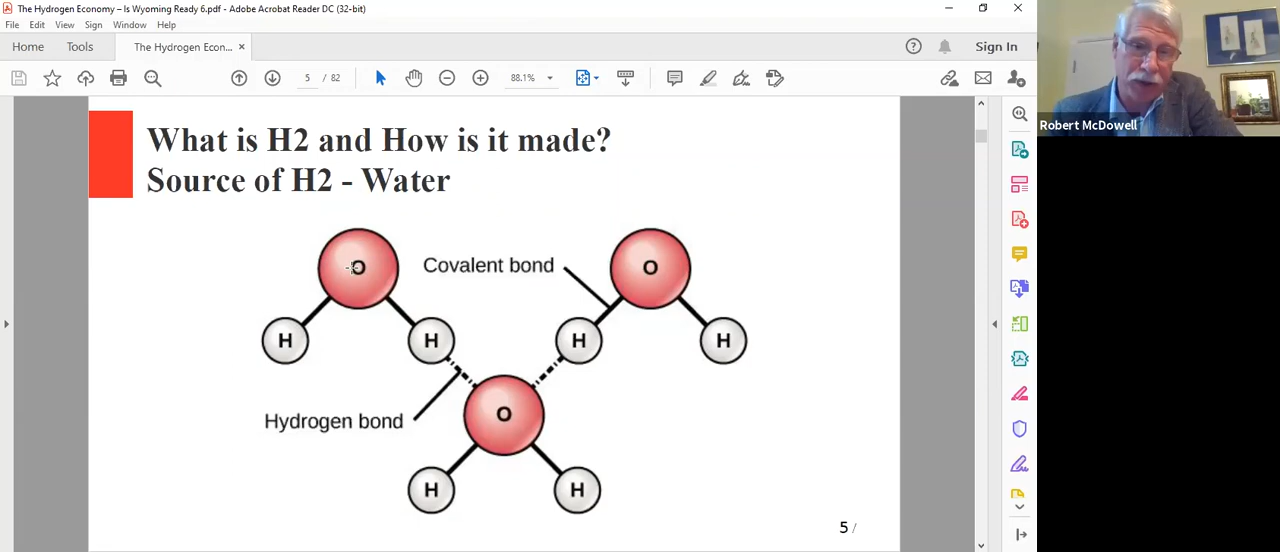 The Hydrogen Economy – Is Wyoming Ready 6.pdf - Adobe Acrobat Reader DC (32-bit)
File Edit View Sign Window Help
Home Tools The Hydrogen Econ... × Sign In
5 / 82 88.1%
Robert McDowell
What is H2 and How is it made?
Source of H2 - Water
O Covalent bond O
H H H H
Hydrogen bond O
H H
5 /